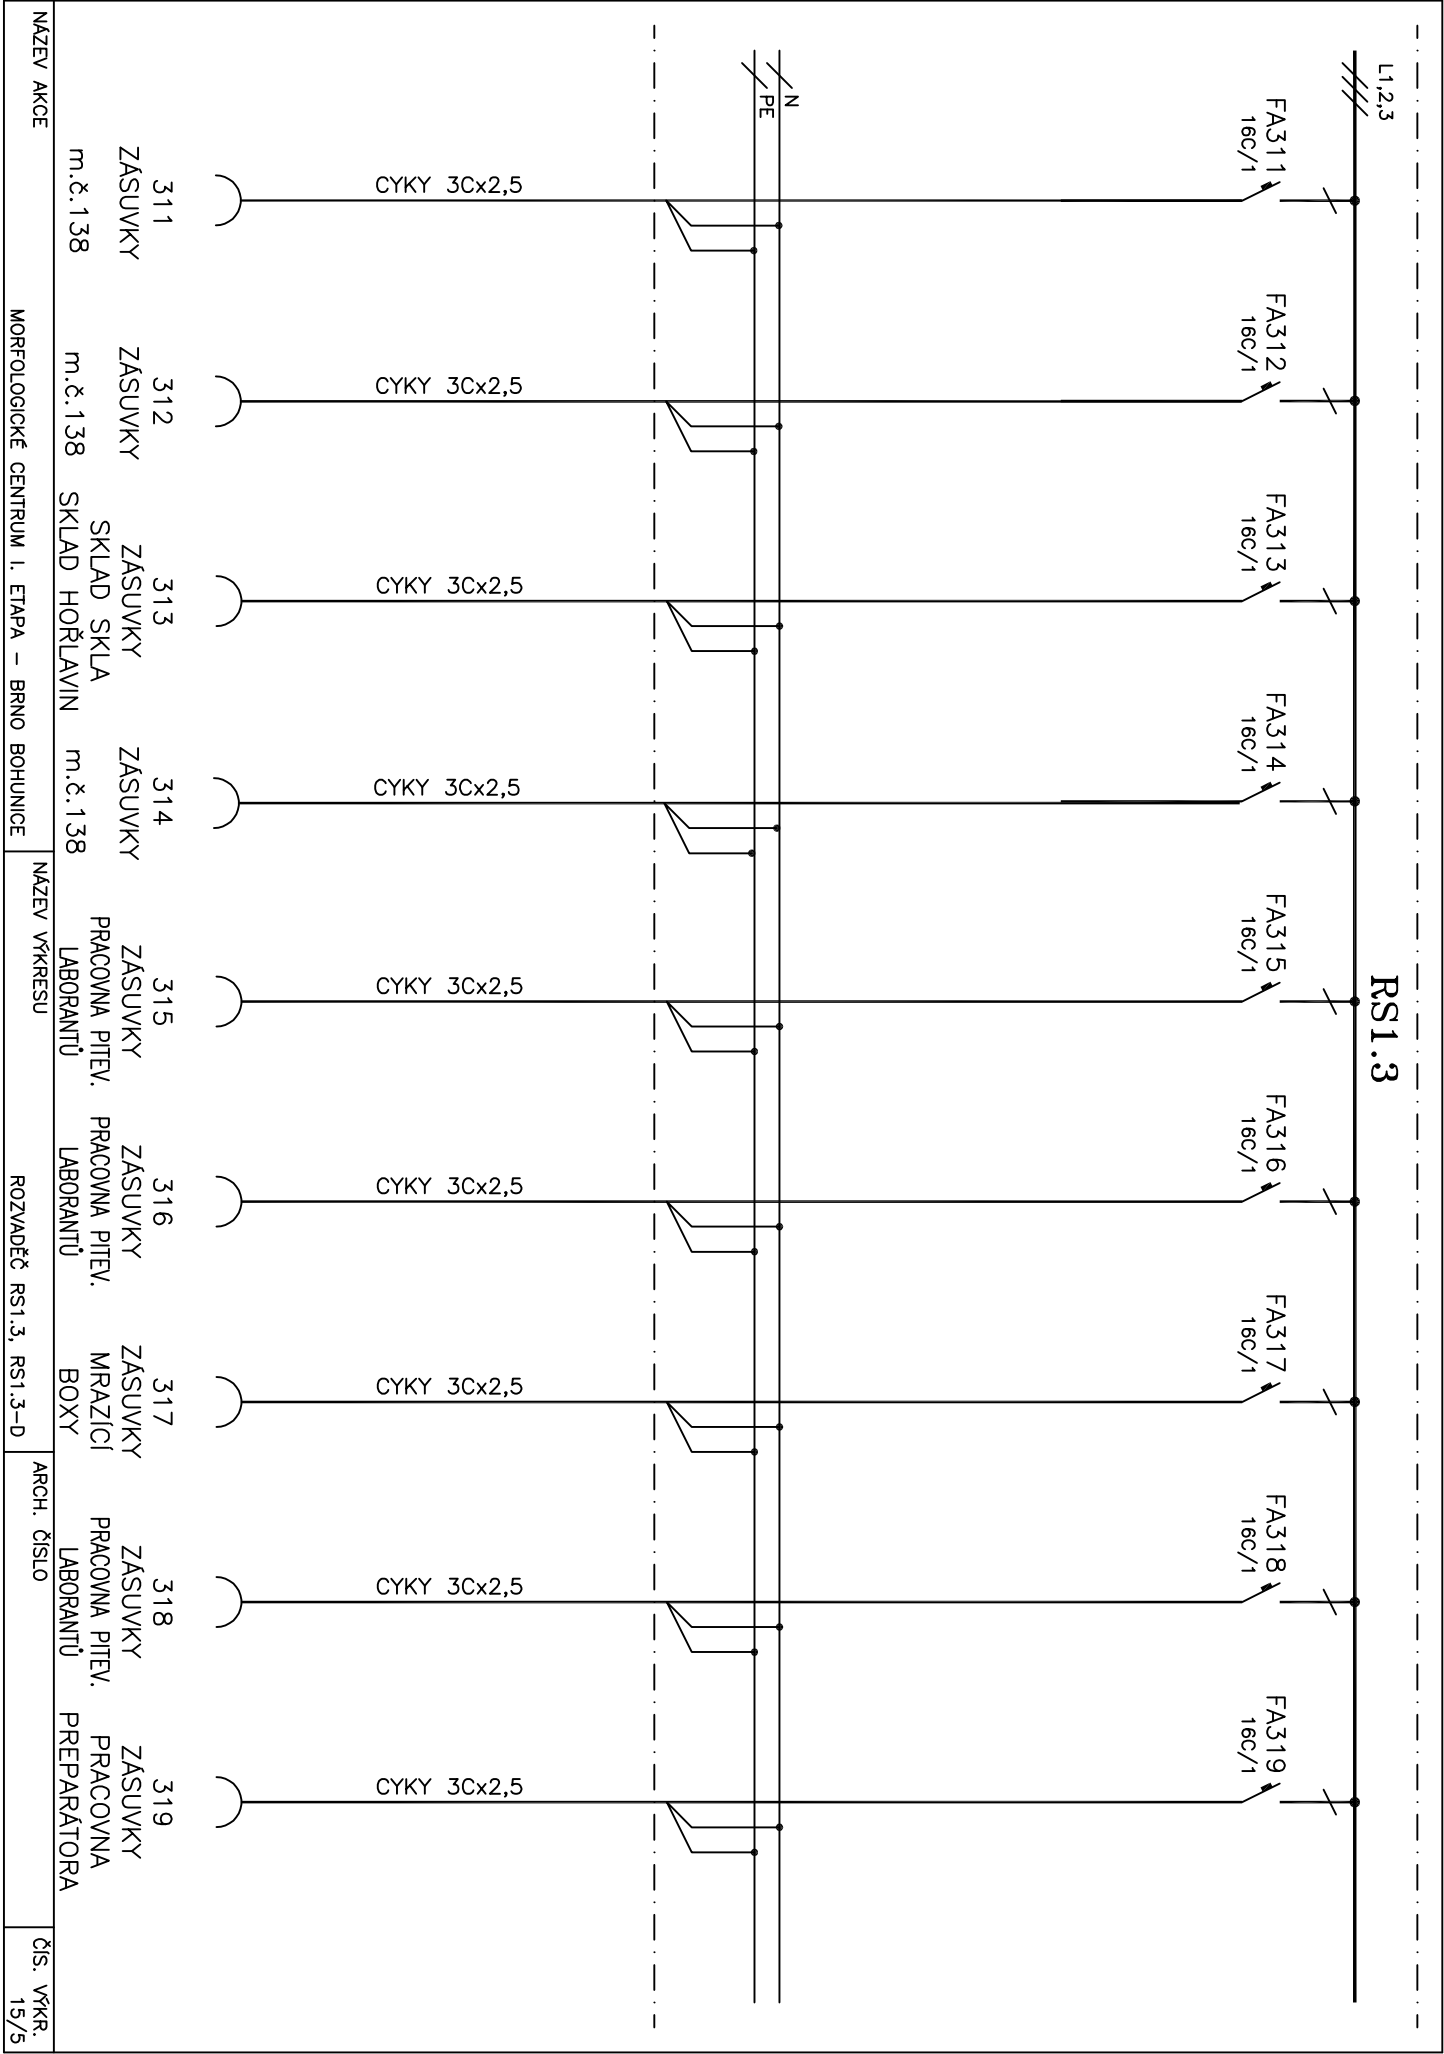 RS1.3
L1,2,3
FA311
16C/1
FA312
16C/1
FA313
16C/1
FA314
16C/1
FA315
16C/1
FA316
16C/1
FA317
16C/1
FA318
16C/1
FA319
16C/1
N
PE
CYKY 3Cx2,5
CYKY 3Cx2,5
CYKY 3Cx2,5
CYKY 3Cx2,5
CYKY 3Cx2,5
CYKY 3Cx2,5
CYKY 3Cx2,5
CYKY 3Cx2,5
CYKY 3Cx2,5
311
ZÁSUVKY
m.č.138
312
ZÁSUVKY
m.č.138
313
ZÁSUVKY
SKLAD SKLA
SKLAD HOŘLAVIN
314
ZÁSUVKY
m.č.138
315
ZÁSUVKY
PRACOVNA PITEV.
LABORANTŮ
316
ZÁSUVKY
PRACOVNA PITEV.
LABORANTŮ
317
ZÁSUVKY
MRAZÍCÍ
BOXY
318
ZÁSUVKY
PRACOVNA PITEV.
LABORANTŮ
319
ZÁSUVKY
PRACOVNA
PREPARÁTORA
NÁZEV AKCE
MORFOLOGICKÉ CENTRUM I. ETAPA – BRNO BOHUNICE
NÁZEV VÝKRESU
ROZVADĚČ RS1.3, RS1.3–D
ARCH. ČÍSLO
ČÍS. VÝKR.
15/5